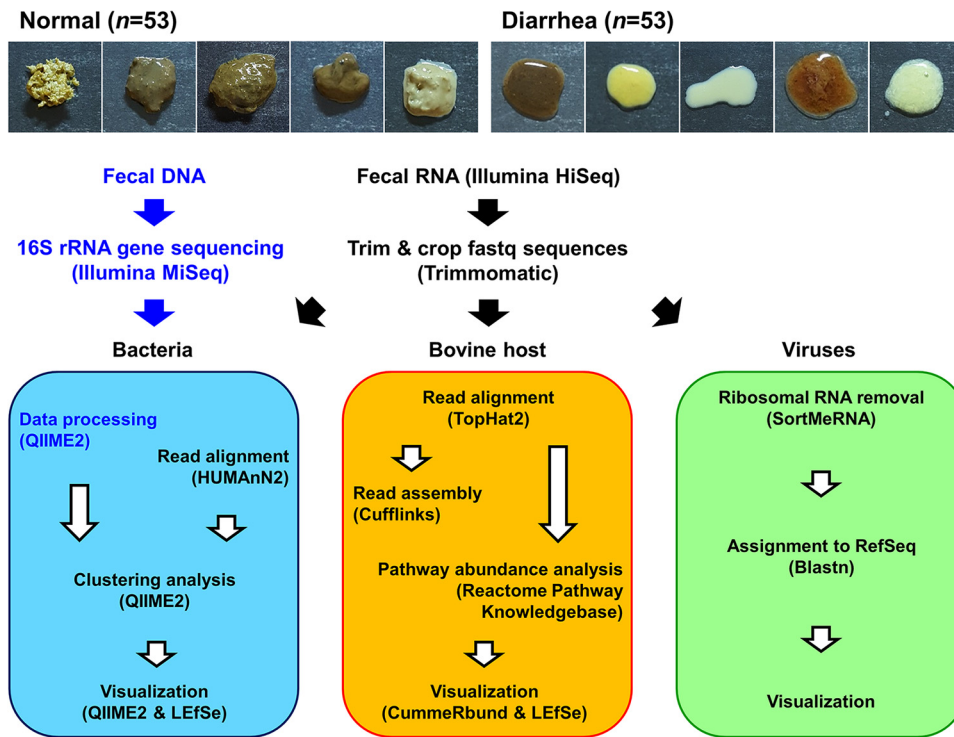 Normal (n=53)
Diarrhea (n=53)
Fecal DNA
16S rRNA gene sequencing
(Illumina MiSeq)
Fecal RNA (Illumina HiSeq)
Trim & crop fastq sequences
(Trimmomatic)
Bacteria
Data processing
(QIIME2)
Read alignment
(HUMAnN2)
Clustering analysis
(QIIME2)
Visualization
(QIIME2 & LEfSe)
Bovine host
Read alignment
(TopHat2)
Read assembly
(Cufflinks)
Pathway abundance analysis
(Reactome Pathway
Knowledgebase)
Visualization
(CummeRbund & LEfSe)
Viruses
Ribosomal RNA removal
(SortMeRNA)
Assignment to RefSeq
(Blastn)
Visualization